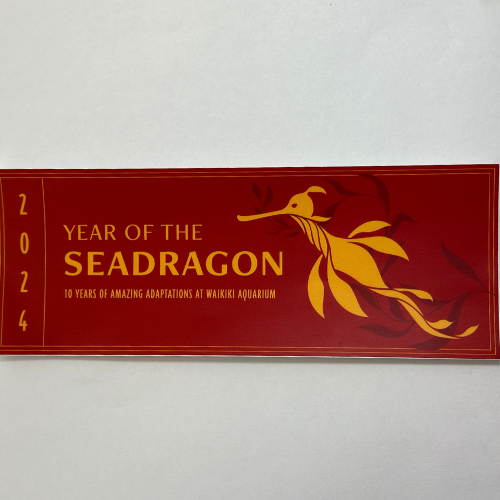 2024
YEAR OF THE
SEADRAGON
10 YEARS OF AMAZING ADAPTATIONS AT WAIKIKI AQUARIUM